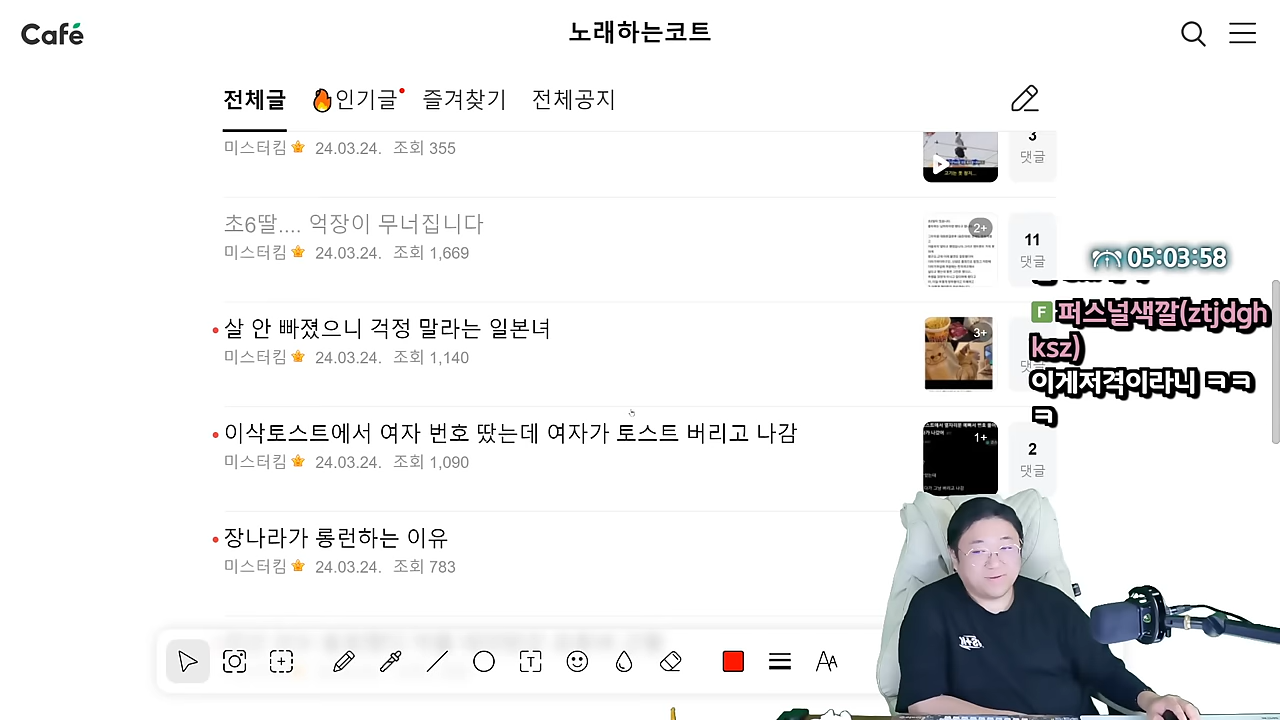 Café
노래하는코트
전체글 🔥인기글 즐겨찾기 전체공지
미스터킴 24.03.24. 조회 355
3
댓글
초6딸.... 억장이 무너집니다
미스터킴 24.03.24. 조회 1,669
2+
11
댓글
05:03:58
살 안 빠졌으니 걱정 말라는 일본녀
미스터킴 24.03.24. 조회 1,140
3+
댓글
F 퍼스널색깔(ztjdgh
ksz)
이게저격이라니 ㅋㅋ
ㅋ
이삭토스트에서 여자 번호 땄는데 여자가 토스트 버리고 나감
미스터킴 24.03.24. 조회 1,090
1+
2
댓글
장나라가 롱런하는 이유
미스터킴 24.03.24. 조회 783
T
AA